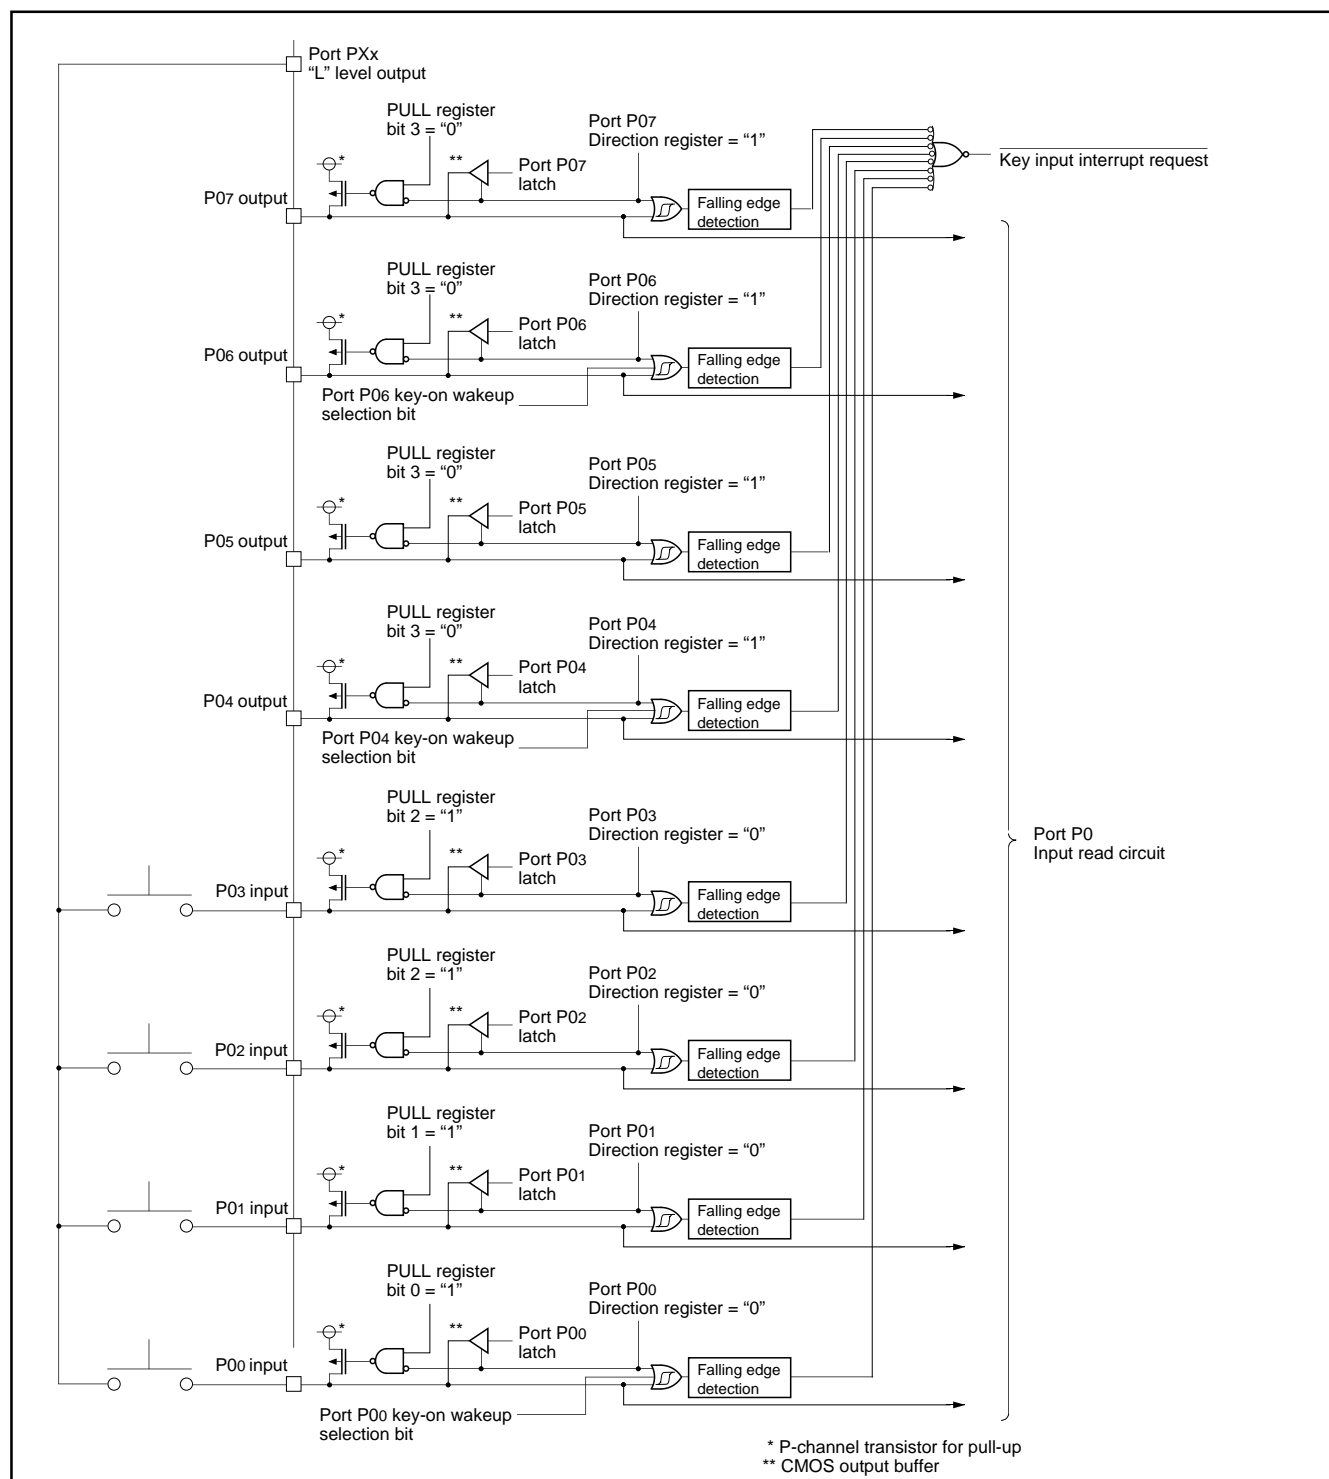 Port PXx
“L” level output
PULL register
bit 3 = “0”
Port P07
Direction register = “1”
*
**
Port P07
latch
P07 output
Falling edge
detection
Key input interrupt request
PULL register
bit 3 = “0”
Port P06
Direction register = “1”
*
**
Port P06
latch
P06 output
Falling edge
detection
Port P06 key-on wakeup
selection bit
PULL register
bit 3 = “0”
Port P05
Direction register = “1”
*
**
Port P05
latch
P05 output
Falling edge
detection
PULL register
bit 3 = “0”
Port P04
Direction register = “1”
*
**
Port P04
latch
P04 output
Falling edge
detection
Port P04 key-on wakeup
selection bit
PULL register
bit 2 = “1”
Port P03
Direction register = “0”
*
**
Port P03
latch
P03 input
Falling edge
detection
Port P0
Input read circuit
PULL register
bit 2 = “1”
Port P02
Direction register = “0”
*
**
Port P02
latch
P02 input
Falling edge
detection
PULL register
bit 1 = “1”
Port P01
Direction register = “0”
*
**
Port P01
latch
P01 input
Falling edge
detection
PULL register
bit 0 = “1”
Port P00
Direction register = “0”
*
**
Port P00
latch
P00 input
Falling edge
detection
Port P00 key-on wakeup
selection bit
* P-channel transistor for pull-up
** CMOS output buffer